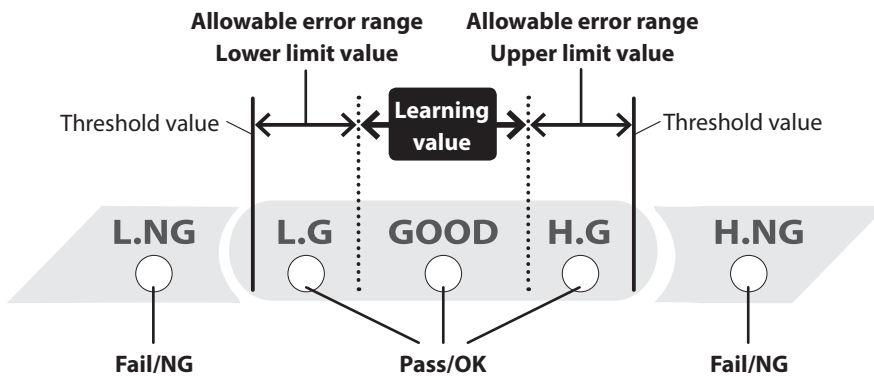 Allowable error range
Lower limit value
Allowable error range
Upper limit value
Threshold value
Learning
value
Threshold value
L.NG
L.G
GOOD
H.G
H.NG
Fail/NG
Pass/OK
Fail/NG